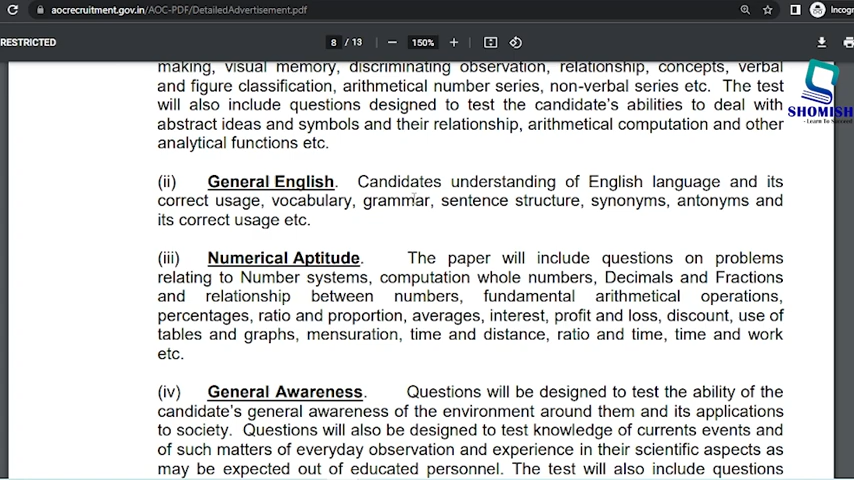 aocrecruitment.gov.in/AOC-PDF/DetailedAdvertisement.pdf
Incogn
RESTRICTED
8 / 13
150%
making, visual memory, discriminating observation, relationship, concepts, verbal
and figure classification, arithmetical number series, non-verbal series etc. The test
will also include questions designed to test the candidate's abilities to deal with
abstract ideas and symbols and their relationship, arithmetical computation and other
analytical functions etc.
SHOMISH
- Learn To Succeed
(ii) General English. Candidates understanding of English language and its
correct usage, vocabulary, grammar, sentence structure, synonyms, antonyms and
its correct usage etc.
(iii) Numerical Aptitude. The paper will include questions on problems
relating to Number systems, computation whole numbers, Decimals and Fractions
and relationship between numbers, fundamental arithmetical operations,
percentages, ratio and proportion, averages, interest, profit and loss, discount, use of
tables and graphs, mensuration, time and distance, ratio and time, time and work
etc.
(iv) General Awareness. Questions will be designed to test the ability of the
candidate's general awareness of the environment around them and its applications
to society. Questions will also be designed to test knowledge of currents events and
of such matters of everyday observation and experience in their scientific aspects as
may be expected out of educated personnel. The test will also include questions